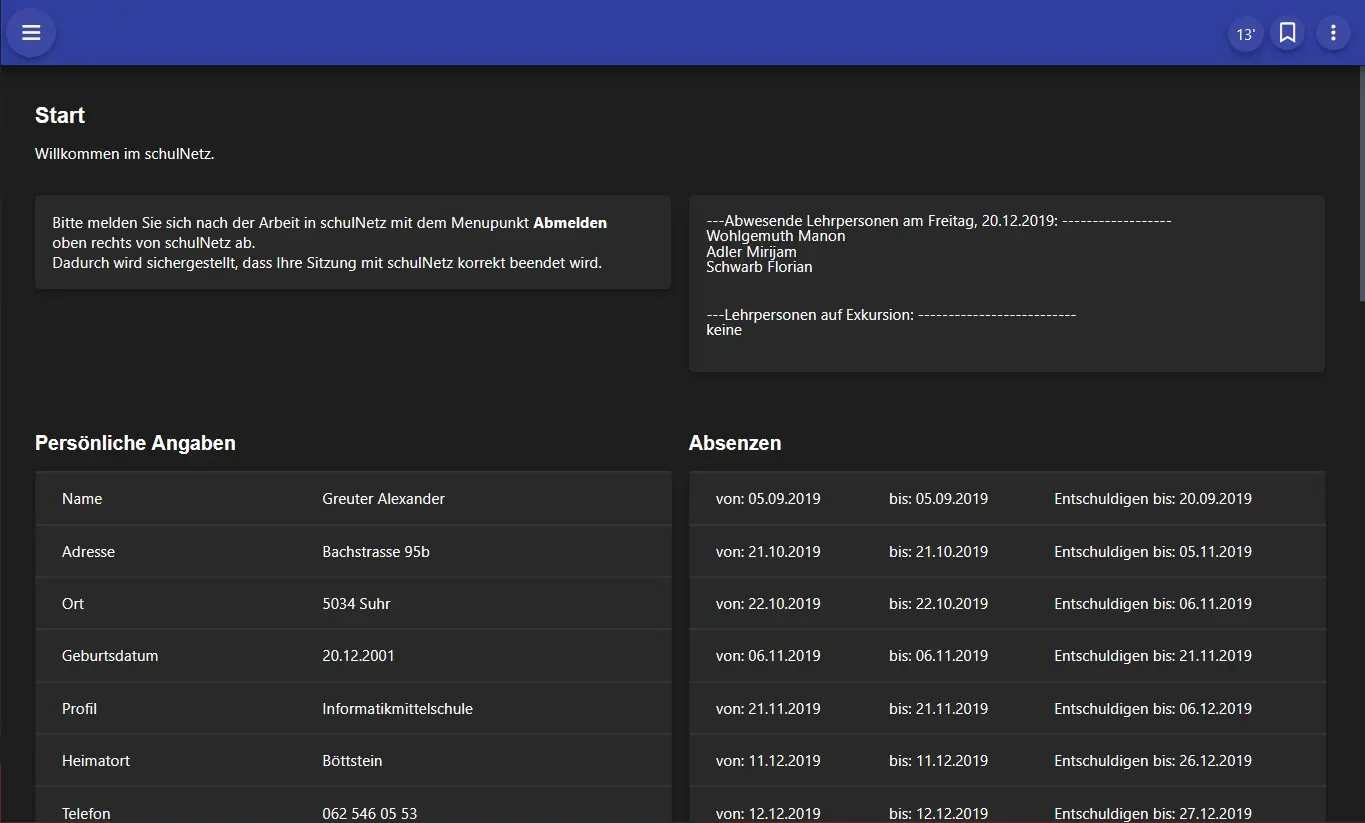 13'
Start
Willkommen im schulNetz.
Bitte melden Sie sich nach der Arbeit in schulNetz mit dem Menupunkt Abmelden
oben rechts von schulNetz ab.
Dadurch wird sichergestellt, dass Ihre Sitzung mit schulNetz korrekt beendet wird.
---Abwesende Lehrpersonen am Freitag, 20.12.2019: ------------------
Wohlgemuth Manon
Adler Mirijam
Schwarb Florian
---Lehrpersonen auf Exkursion: --------------------------
keine
Persönliche Angaben
Name Greuter Alexander
Adresse Bachstrasse 95b
Ort 5034 Suhr
Geburtsdatum 20.12.2001
Profil Informatikmittelschule
Heimatort Böttstein
Telefon 062 546 05 53
Absenzen
von: 05.09.2019 bis: 05.09.2019 Entschuldigen bis: 20.09.2019
von: 21.10.2019 bis: 21.10.2019 Entschuldigen bis: 05.11.2019
von: 22.10.2019 bis: 22.10.2019 Entschuldigen bis: 06.11.2019
von: 06.11.2019 bis: 06.11.2019 Entschuldigen bis: 21.11.2019
von: 21.11.2019 bis: 21.11.2019 Entschuldigen bis: 06.12.2019
von: 11.12.2019 bis: 11.12.2019 Entschuldigen bis: 26.12.2019
von: 12.12.2019 bis: 12.12.2019 Entschuldigen bis: 27.12.2019